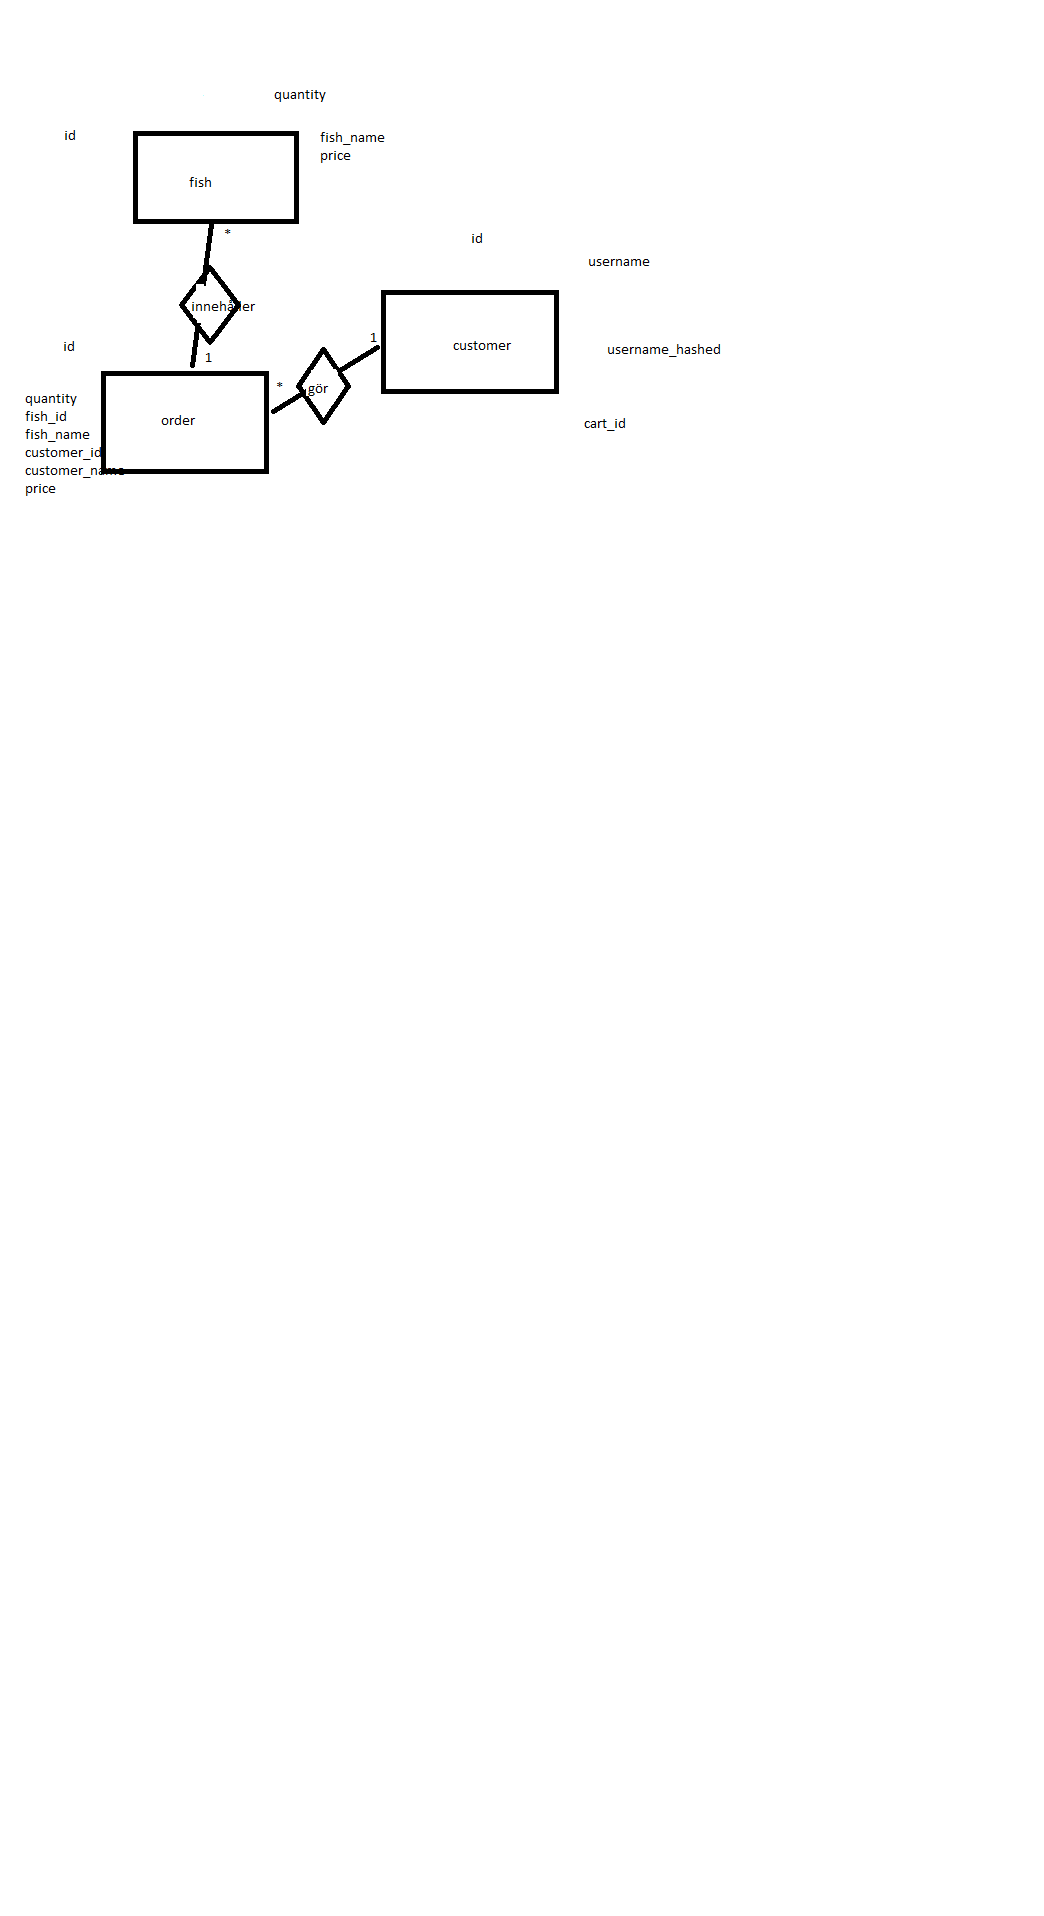 quantity
id
fish_name
price
fish
*
id
username
innehåller
1
customer
username_hashed
id
1
*
gör
quantity
fish_id
fish_name
customer_id
customer_name
price
order
cart_id